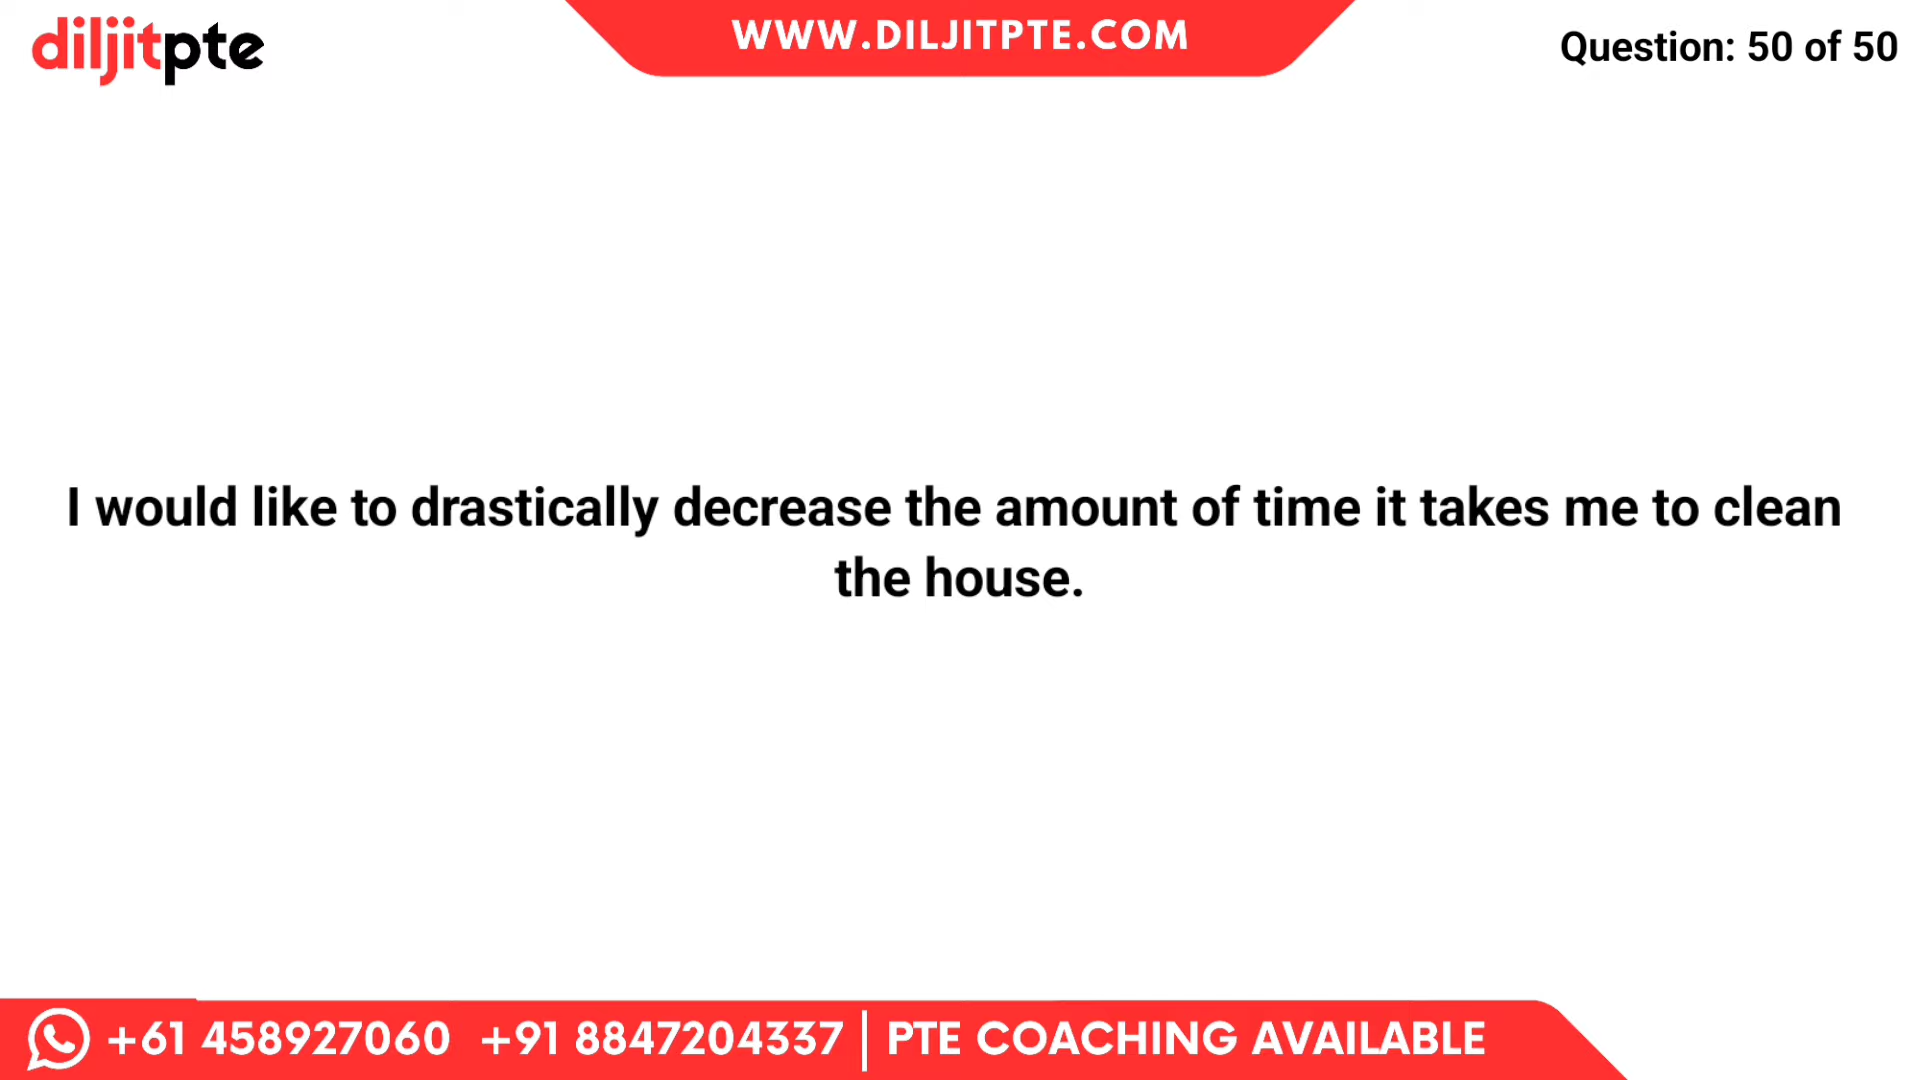 diljitpte
WWW.DILJITPTE.COM
Question: 50 of 50
I would like to drastically decrease the amount of time it takes me to clean
the house.
+61 458927060 +91 8847204337 | PTE COACHING AVAILABLE